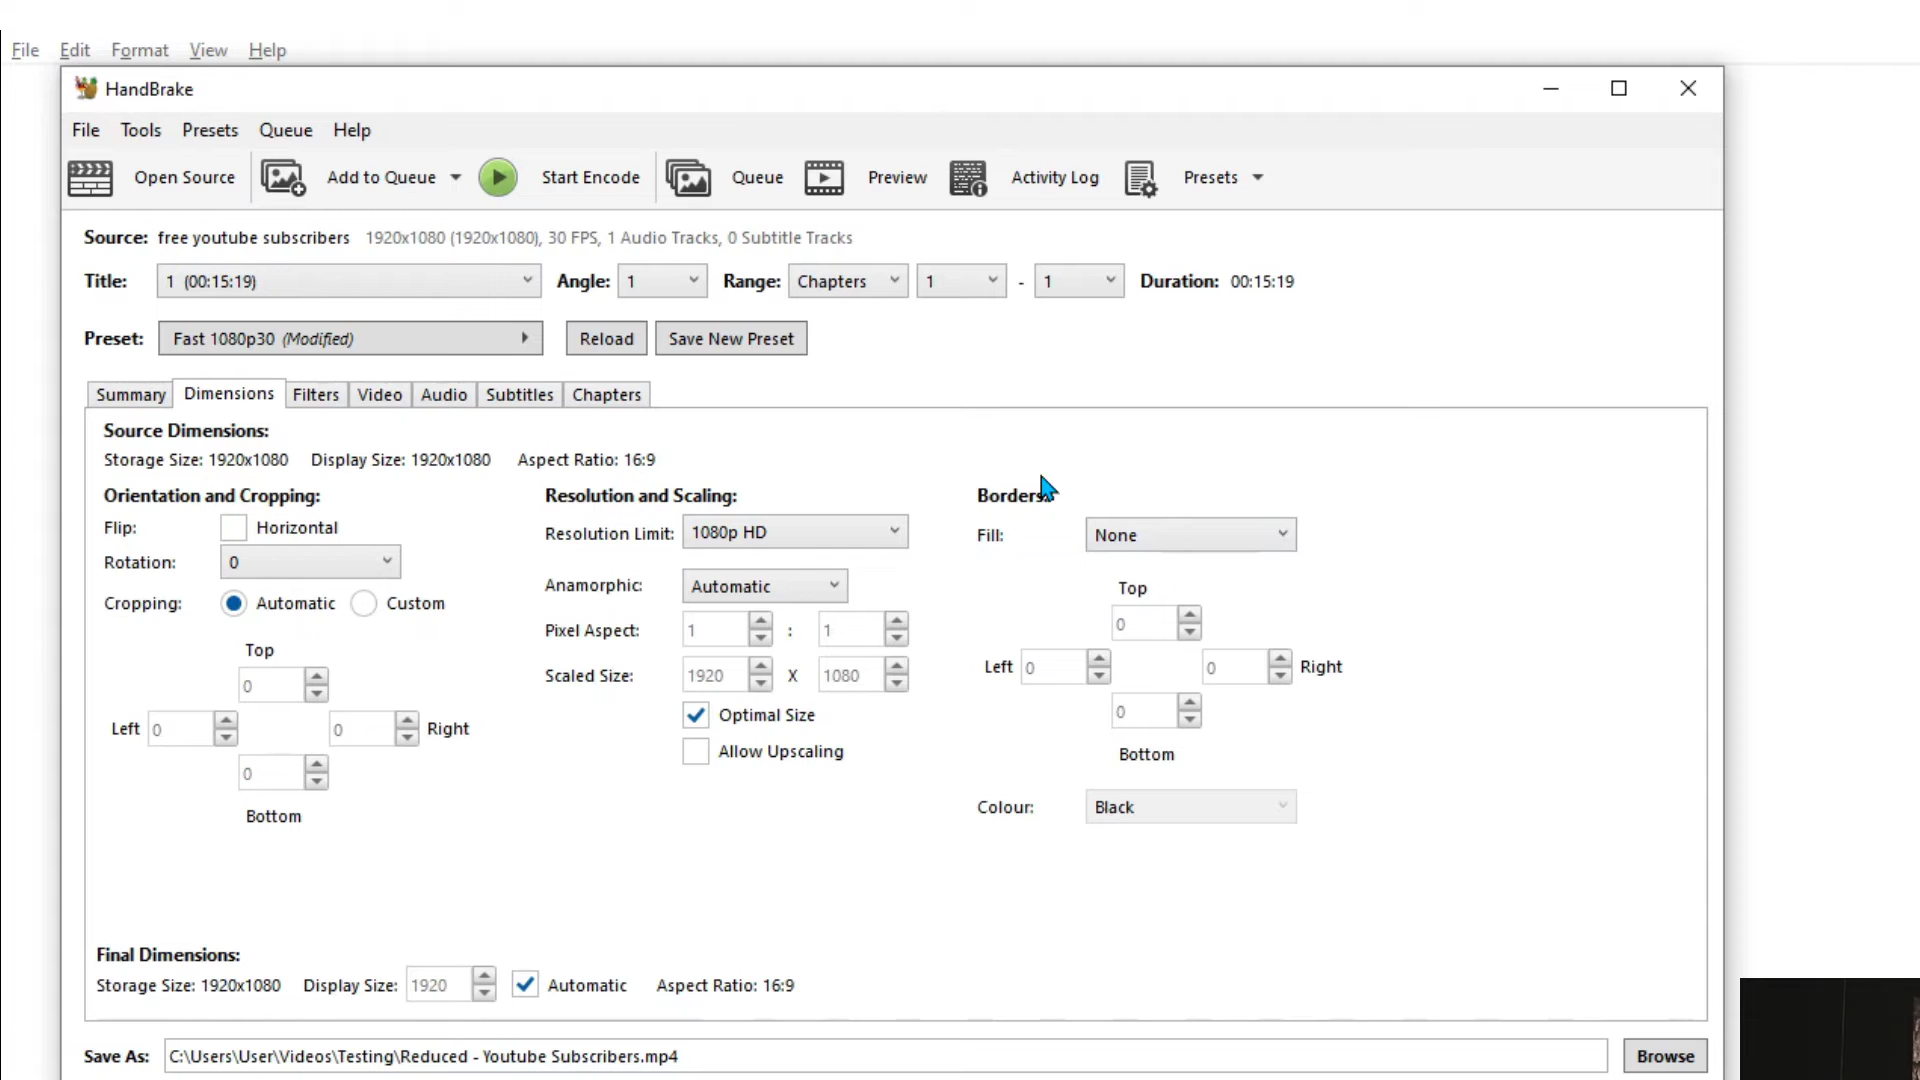 File Edit Format View Help
HandBrake
File Tools Presets Queue Help
Open Source Add to Queue Start Encode Queue Preview Activity Log Presets
Source: free youtube subscribers 1920x1080 (1920x1080), 30 FPS, 1 Audio Tracks, 0 Subtitle Tracks
Title: 1 (00:15:19) Angle: 1 Range: Chapters 1 - 1 Duration: 00:15:19
Preset: Fast 1080p30 (Modified) Reload Save New Preset
Summary Dimensions Filters Video Audio Subtitles Chapters
Source Dimensions:
Storage Size: 1920x1080 Display Size: 1920x1080 Aspect Ratio: 16:9
Orientation and Cropping:
Flip: Horizontal
Rotation: 0
Cropping: Automatic Custom
Top
0
Left 0 0 Right
0
Bottom
Resolution and Scaling:
Resolution Limit: 1080p HD
Anamorphic: Automatic
Pixel Aspect: 1 : 1
Scaled Size: 1920 X 1080
Optimal Size
Allow Upscaling
Borders:
Fill: None
Top
0
Left 0 0 Right
0
Bottom
Colour: Black
Final Dimensions:
Storage Size: 1920x1080 Display Size: 1920 Automatic Aspect Ratio: 16:9
Save As: C:\Users\User\Videos\Testing\Reduced - Youtube Subscribers.mp4 Browse